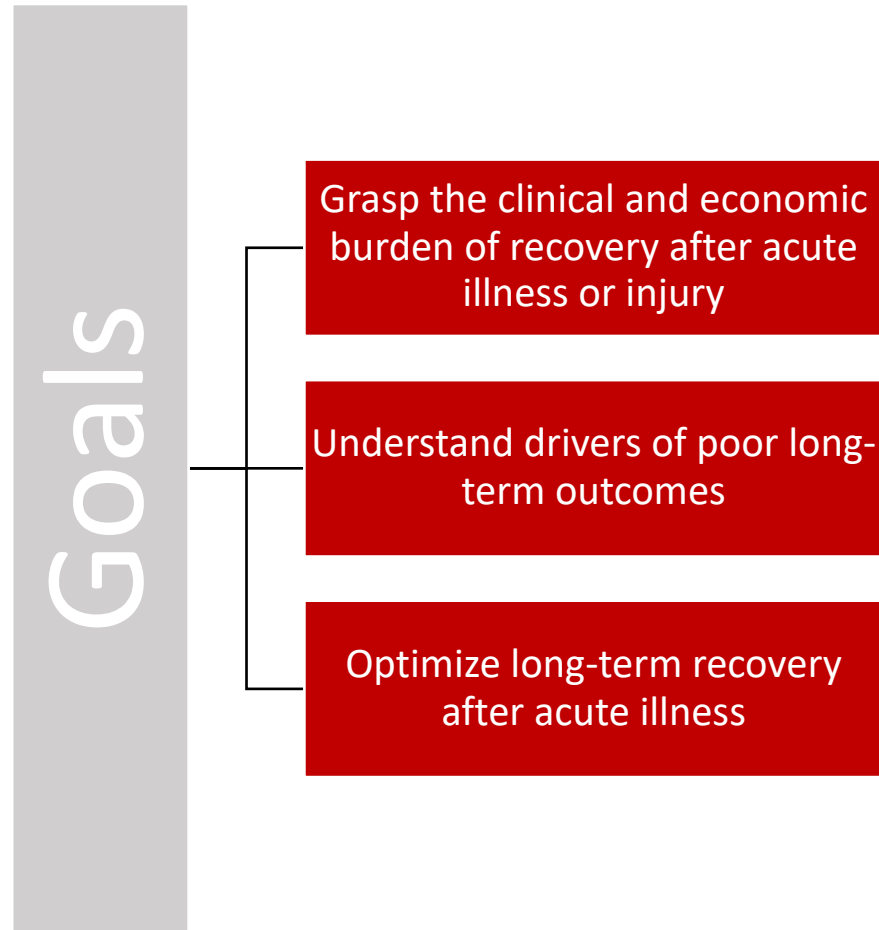 Goals
Grasp the clinical and economic
burden of recovery after acute
illness or injury
Understand drivers of poor long-
term outcomes
Optimize long-term recovery
after acute illness